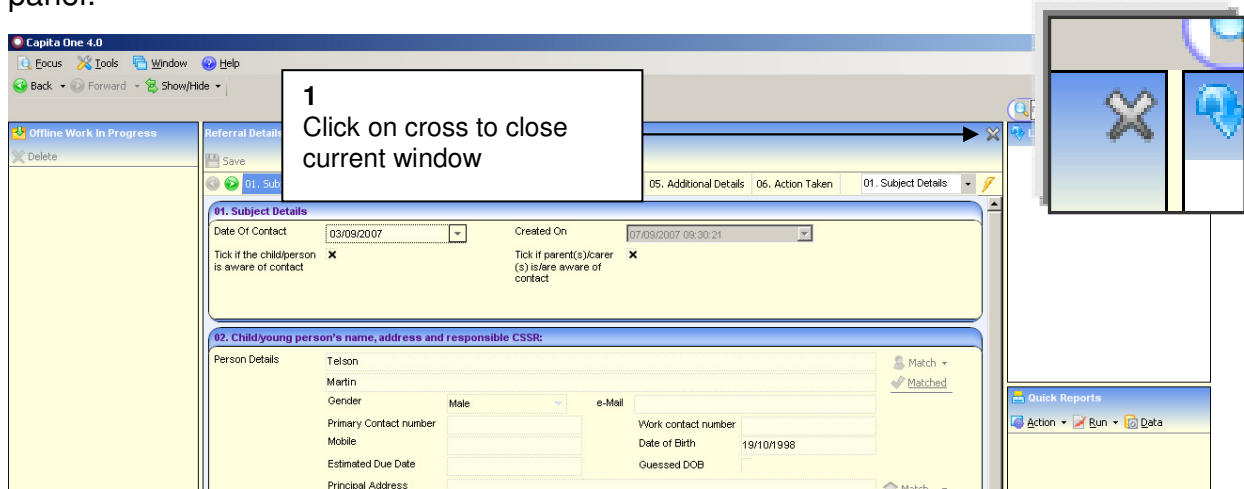 panel.
Capita One 4.0
Focus Tools Window Help
Back Forward Show/Hide
1
Click on cross to close
current window
Offline Work In Progress
Delete
Referral Details
Save
01. Sub
05. Additional Details 06. Action Taken 01. Subject Details
01. Subject Details
Date Of Contact 03/09/2007 Created On 07/09/2007 09:30:21
Tick if the child/person
is aware of contact
Tick if parent(s)/carer
(s) is/are aware of
contact
02. Child/young person's name, address and responsible CSSR:
Person Details Telson Match
Martin Matched
Gender Male e-Mail
Primary Contact number Work contact number
Mobile Date of Birth 19/10/1998
Estimated Due Date Guessed DOB
Principal Address Match
Quick Reports
Action Run Data